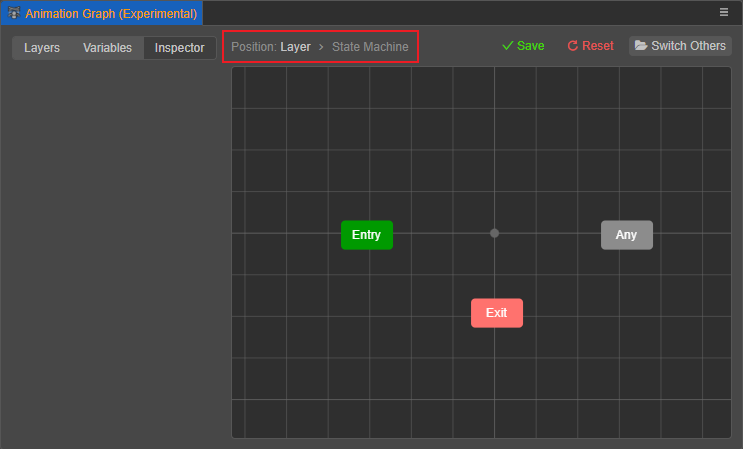 Animation Graph (Experimental)
Layers Variables Inspector Position: Layer > State Machine Save Reset Switch Others
Entry Any
Exit